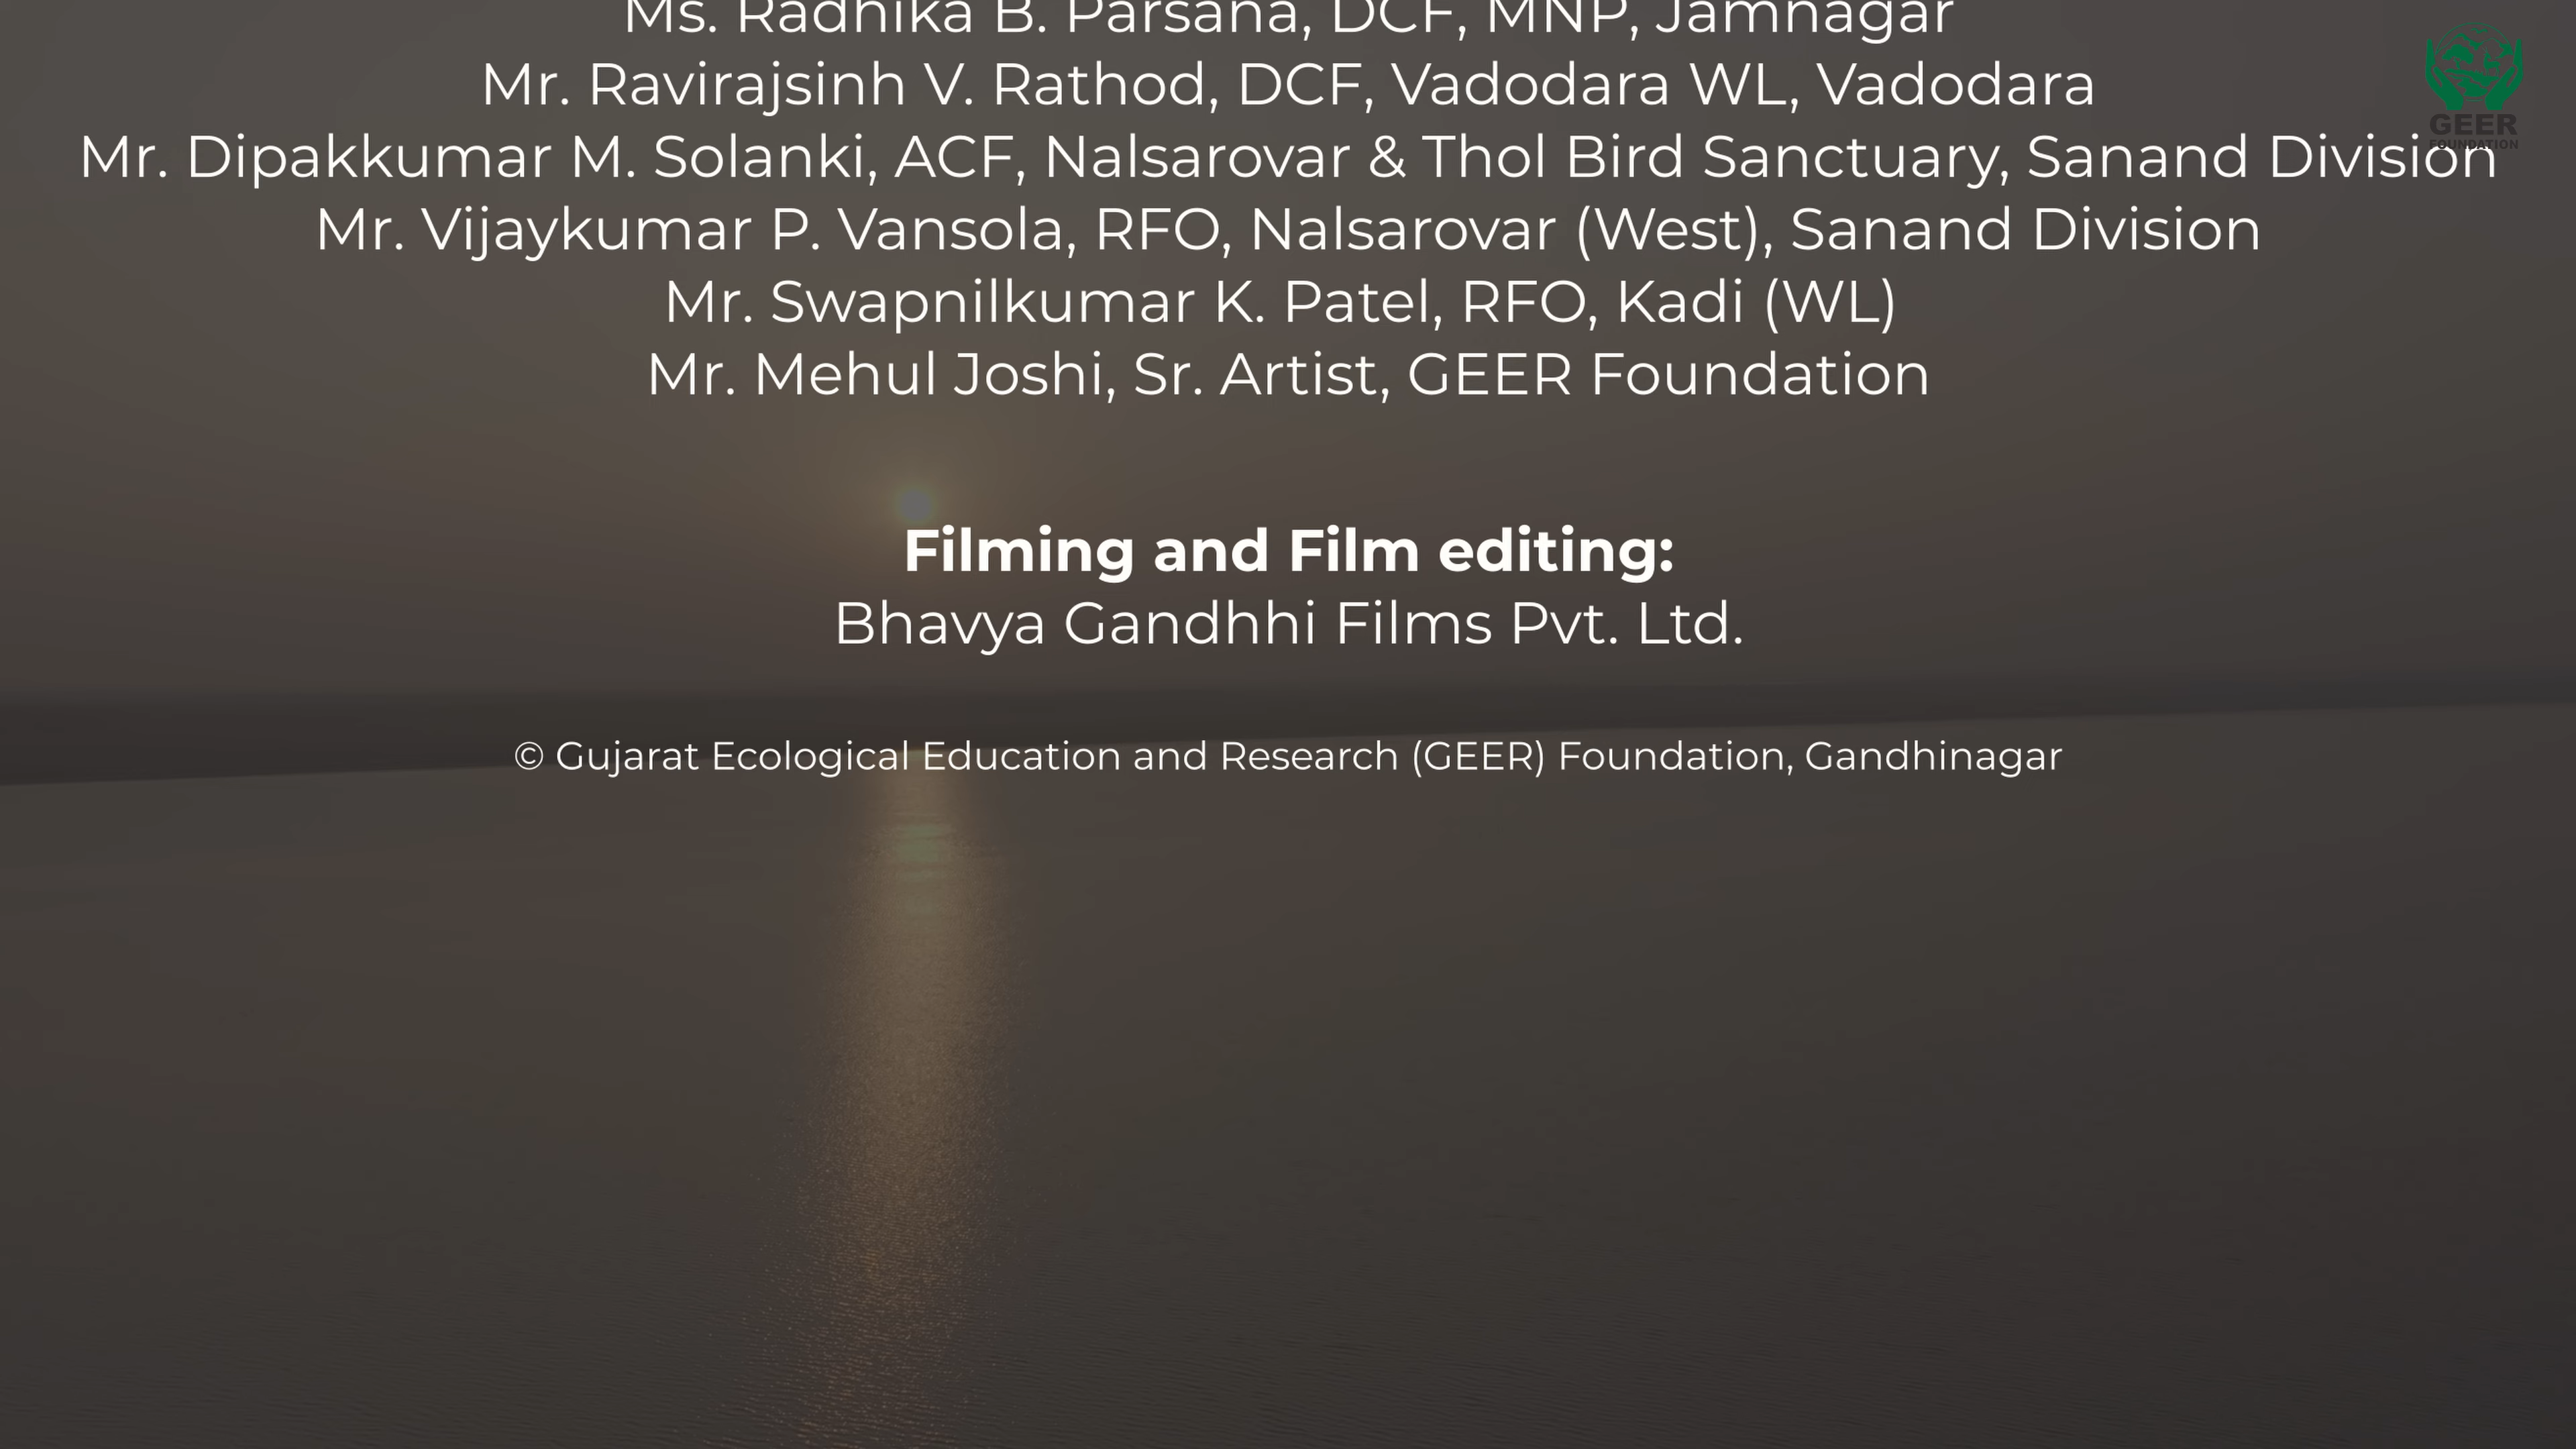 Ms. Radhika B. Parsana, DCF, MNP, Jamnagar
Mr. Ravirajsinh V. Rathod, DCF, Vadodara WL, Vadodara
Mr. Dipakkumar M. Solanki, ACF, Nalsarovar & Thol Bird Sanctuary, Sanand Division
Mr. Vijaykumar P. Vansola, RFO, Nalsarovar (West), Sanand Division
Mr. Swapnilkumar K. Patel, RFO, Kadi (WL)
Mr. Mehul Joshi, Sr. Artist, GEER Foundation
Filming and Film editing:
Bhavya Gandhhi Films Pvt. Ltd.
© Gujarat Ecological Education and Research (GEER) Foundation, Gandhinagar
GEER
FOUNDATION